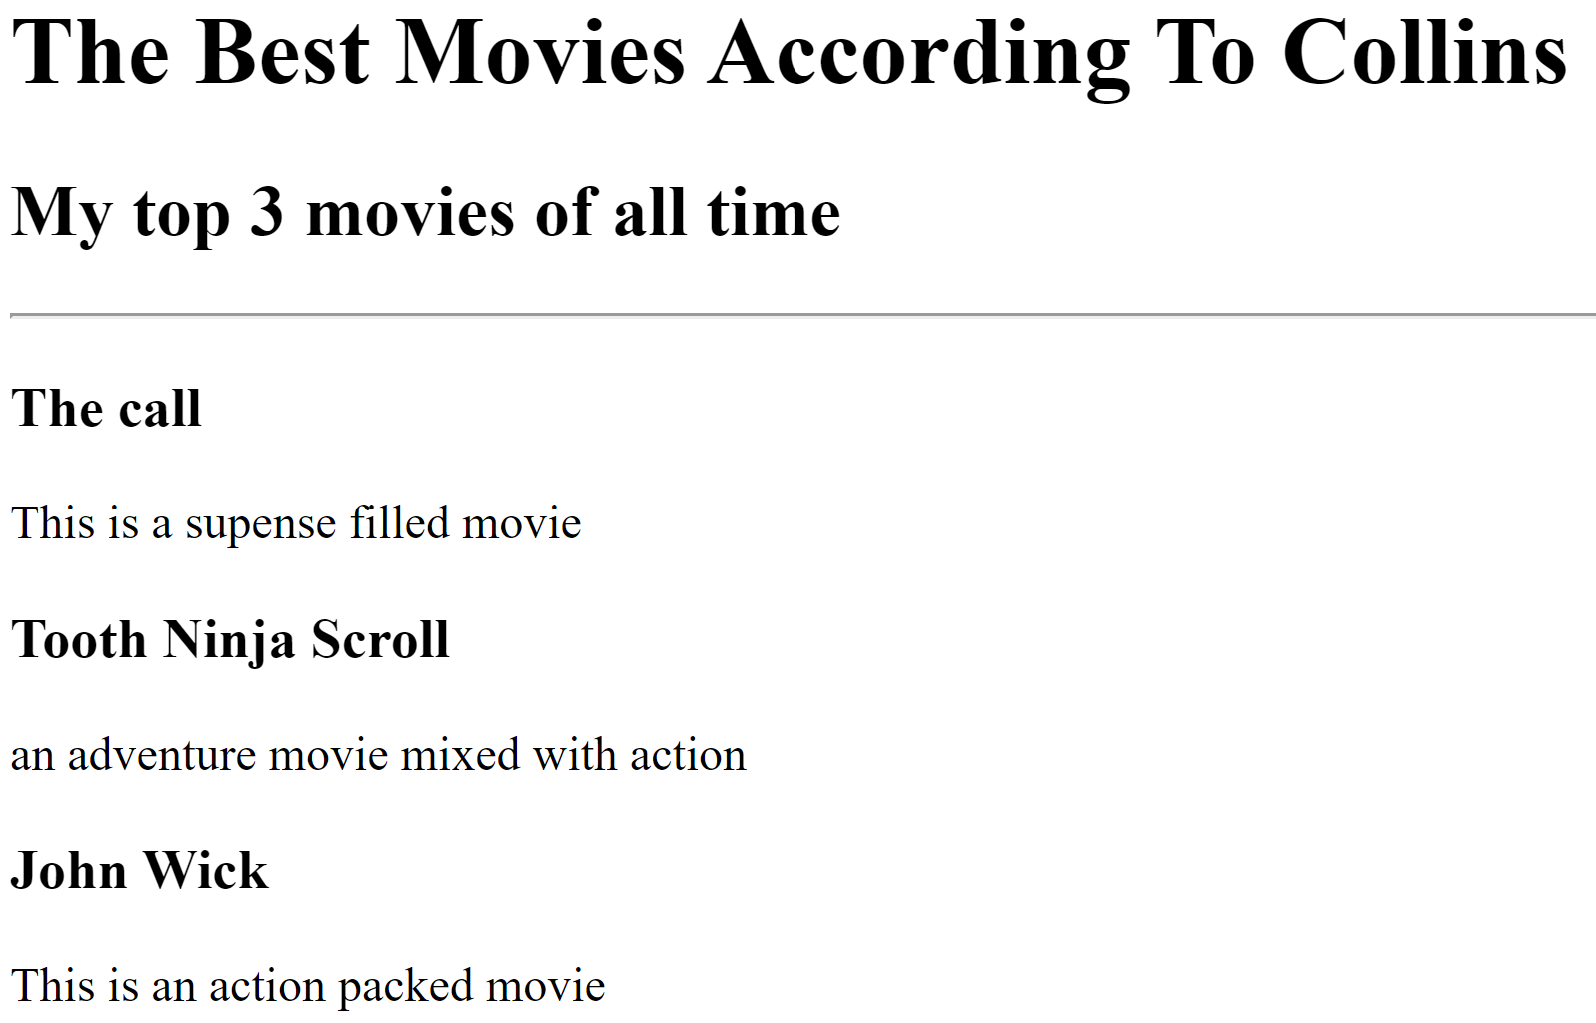 The Best Movies According To Collins
My top 3 movies of all time
The call
This is a supense filled movie
Tooth Ninja Scroll
an adventure movie mixed with action
John Wick
This is an action packed movie